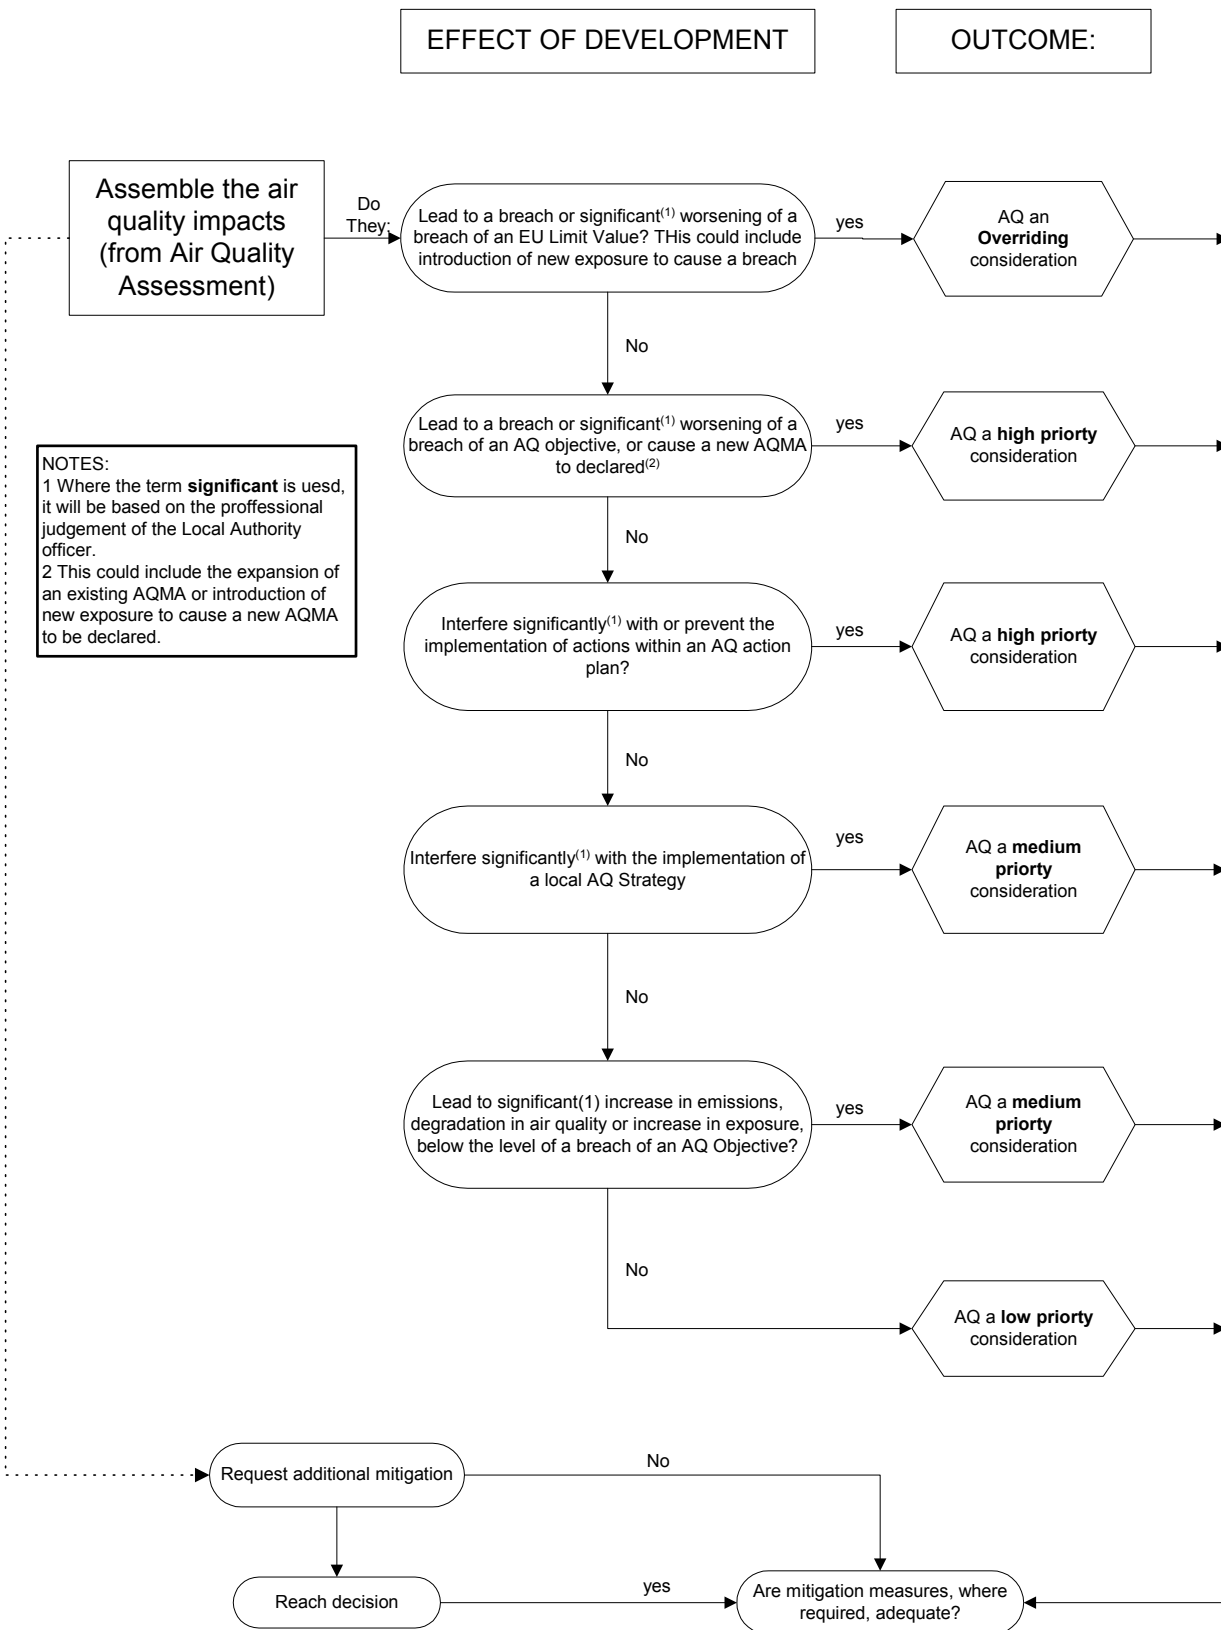 EFFECT OF DEVELOPMENT
OUTCOME:
Assemble the air
quality impacts
(from Air Quality
Assessment)
Do
They:
Lead to a breach or significant(1) worsening of a
breach of an EU Limit Value? THis could include
introduction of new exposure to cause a breach
yes
AQ an
Overriding
consideration
No
Lead to a breach or significant(1) worsening of a
breach of an AQ objective, or cause a new AQMA
to declared(2)
yes
AQ a high priorty
consideration
NOTES:
1 Where the term significant is uesd,
it will be based on the proffessional
judgement of the Local Authority
officer.
2 This could include the expansion of
an existing AQMA or introduction of
new exposure to cause a new AQMA
to be declared.
No
Interfere significantly(1) with or prevent the
implementation of actions within an AQ action
plan?
yes
AQ a high priorty
consideration
No
Interfere significantly(1) with the implementation of
a local AQ Strategy
yes
AQ a medium
priorty
consideration
No
Lead to significant(1) increase in emissions,
degradation in air quality or increase in exposure,
below the level of a breach of an AQ Objective?
yes
AQ a medium
priorty
consideration
No
AQ a low priorty
consideration
Request additional mitigation
No
Reach decision
yes
Are mitigation measures, where
required, adequate?